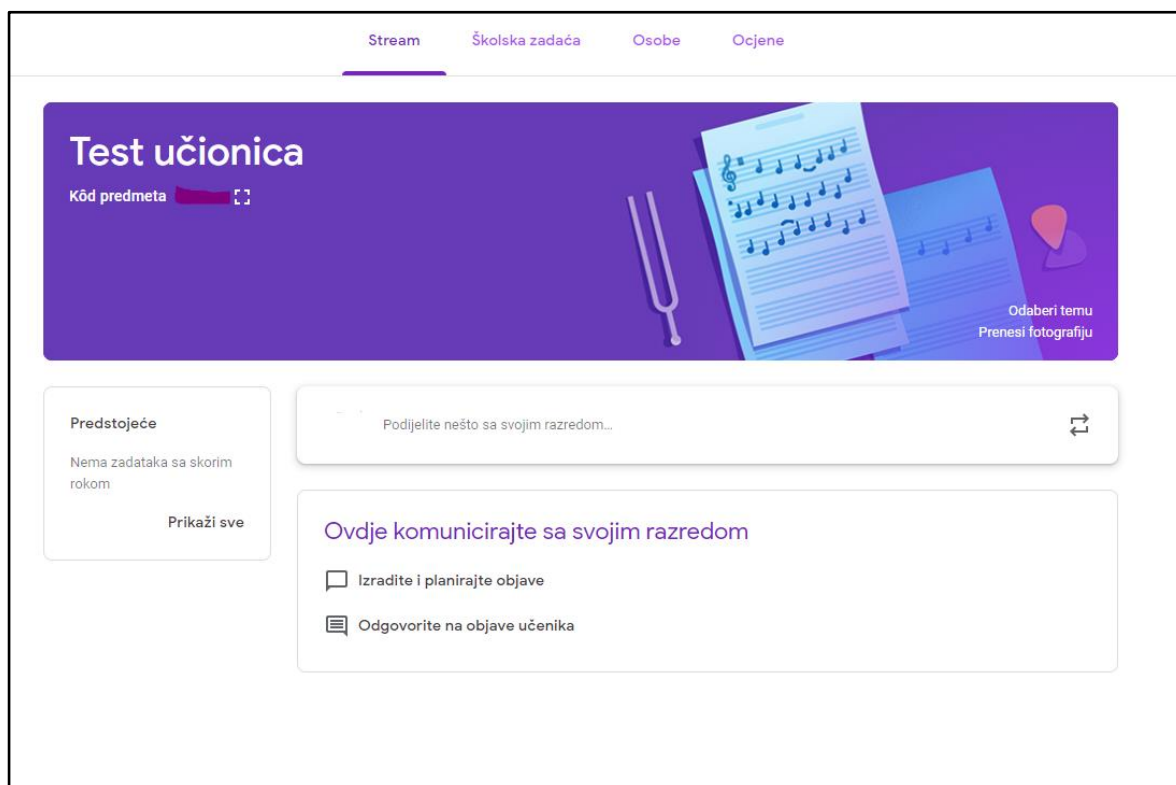 Stream Školska zadaća Osobe Ocjene
Test učionica
Kôd predmeta
Odaberi temu
Prenesi fotografiju
Predstojeće
Nema zadataka sa skorim
rokom
Prikaži sve
Podijelite nešto sa svojim razredom...
Ovdje komunicirajte sa svojim razredom
Izradite i planirajte objave
Odgovorite na objave učenika